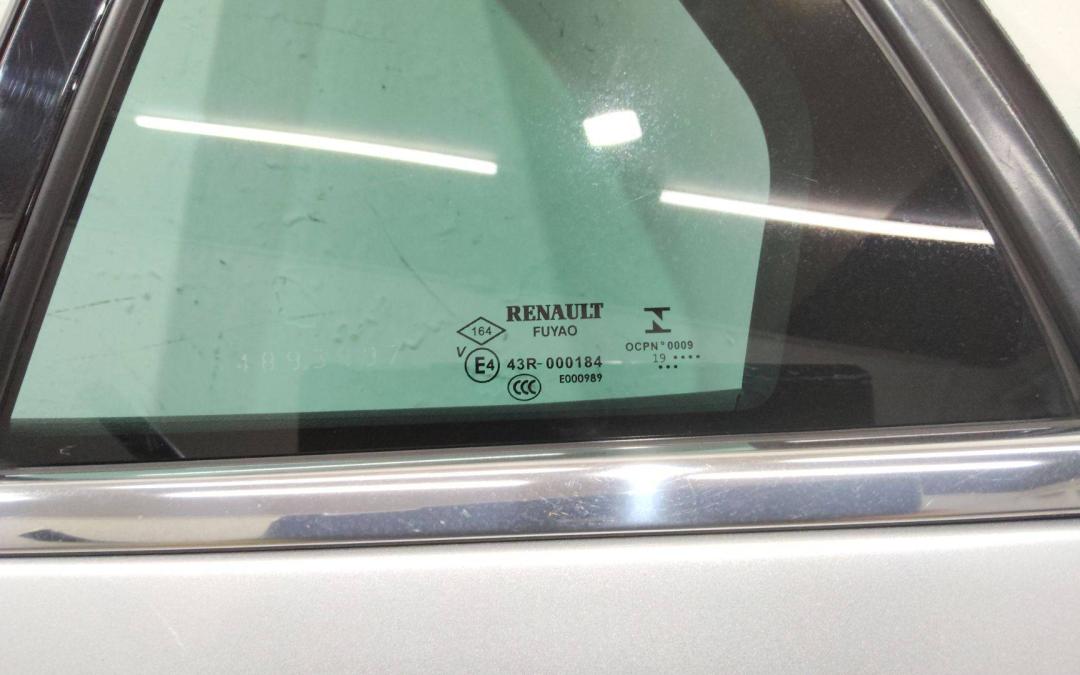 RENAULT
164
FUYAO
V
E4 43R-000184
CCC
E000989
OCPN°0009
19 ••••
•••